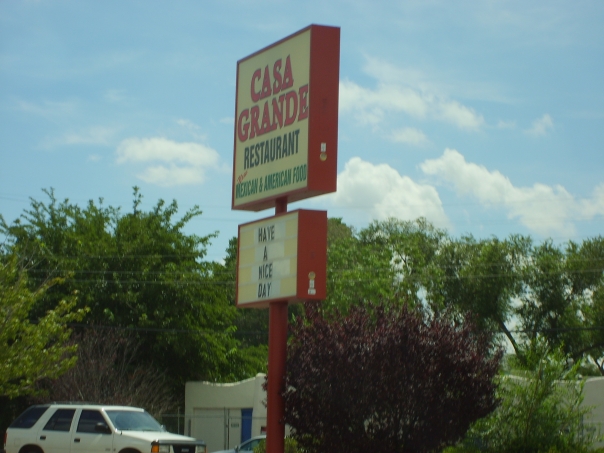 CASA
GRANDE
RESTAURANT
MEXICAN & AMERICAN FOOD
HAVE
A
NICE
DAY